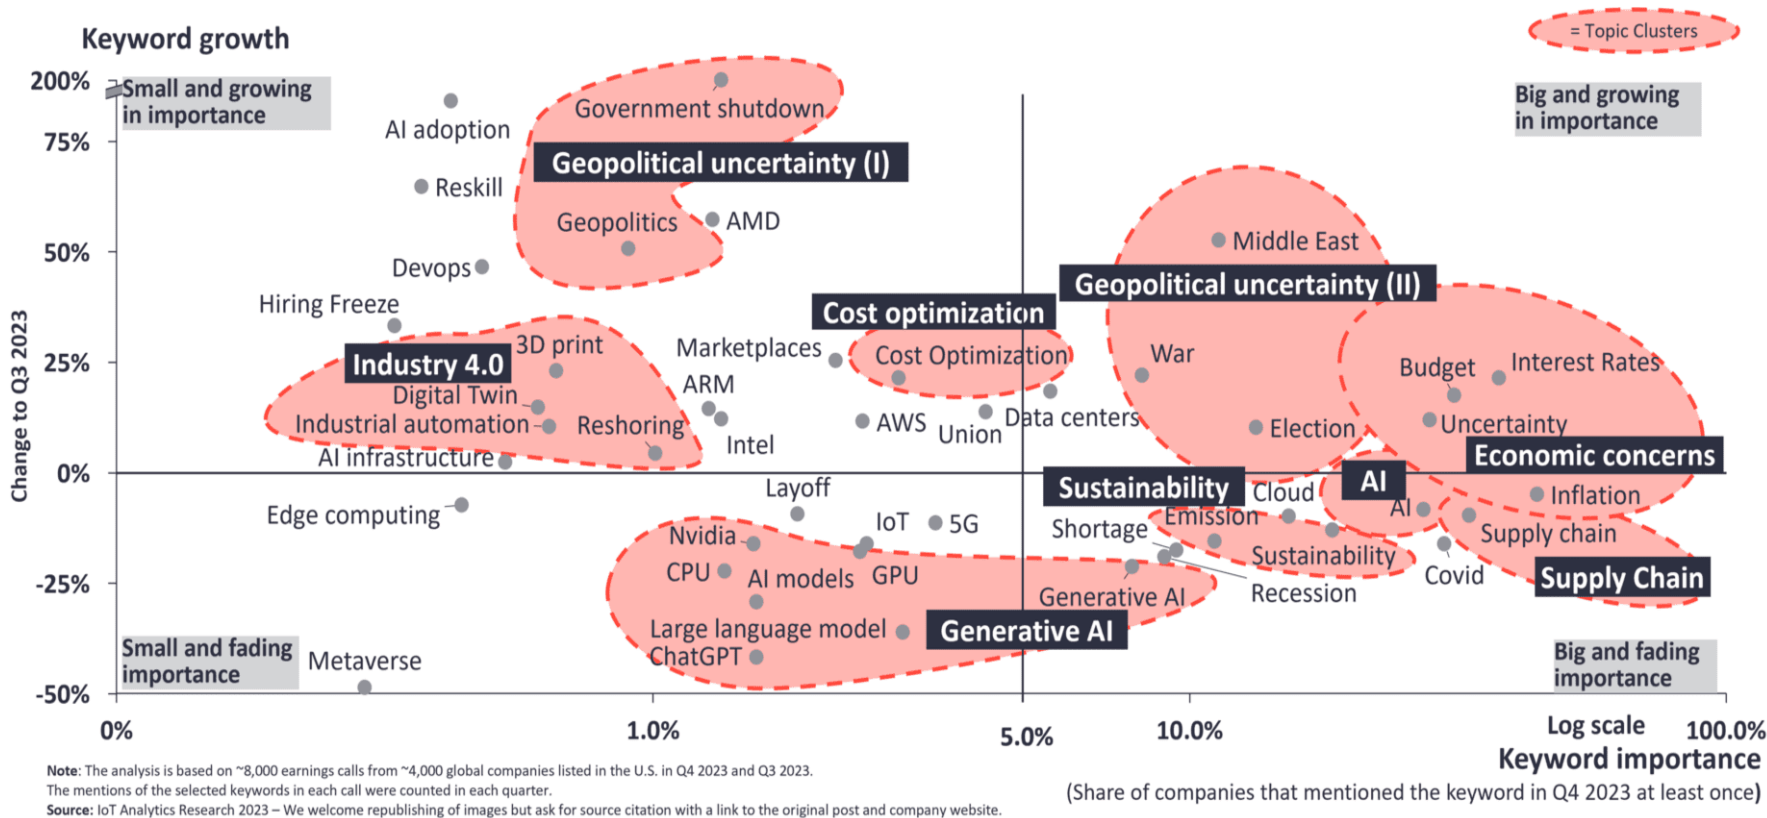 Keyword growth
= Topic Clusters
200%
Small and growing
in importance
Big and growing
in importance
Government shutdown
AI adoption
75%
Geopolitical uncertainty (I)
Reskill
Geopolitics
AMD
50%
Middle East
Devops
Geopolitical uncertainty (II)
Hiring Freeze
Cost optimization
Change to Q3 2023
3D print
Marketplaces
Cost Optimization
War
Industry 4.0
25%
Budget
Interest Rates
ARM
Digital Twin
Industrial automation
Reshoring
AWS
Union
Data centers
Election
Uncertainty
Intel
AI infrastructure
Economic concerns
0%
Layoff
Sustainability
Cloud
AI
Inflation
Edge computing
IoT
5G
Shortage
Emission
AI
Supply chain
Nvidia
CPU
AI models
GPU
Sustainability
Covid
Supply Chain
-25%
Generative AI
Recession
Large language model
Generative AI
ChatGPT
Small and fading
importance
Metaverse
Big and fading
importance
-50%
0%
1.0%
5.0%
10.0%
Log scale
100.0%
Keyword importance
(Share of companies that mentioned the keyword in Q4 2023 at least once)
Note: The analysis is based on ~8,000 earnings calls from ~4,000 global companies listed in the U.S. in Q4 2023 and Q3 2023.
The mentions of the selected keywords in each call were counted in each quarter.
Source: IoT Analytics Research 2023 – We welcome republishing of images but ask for source citation with a link to the original post and company website.